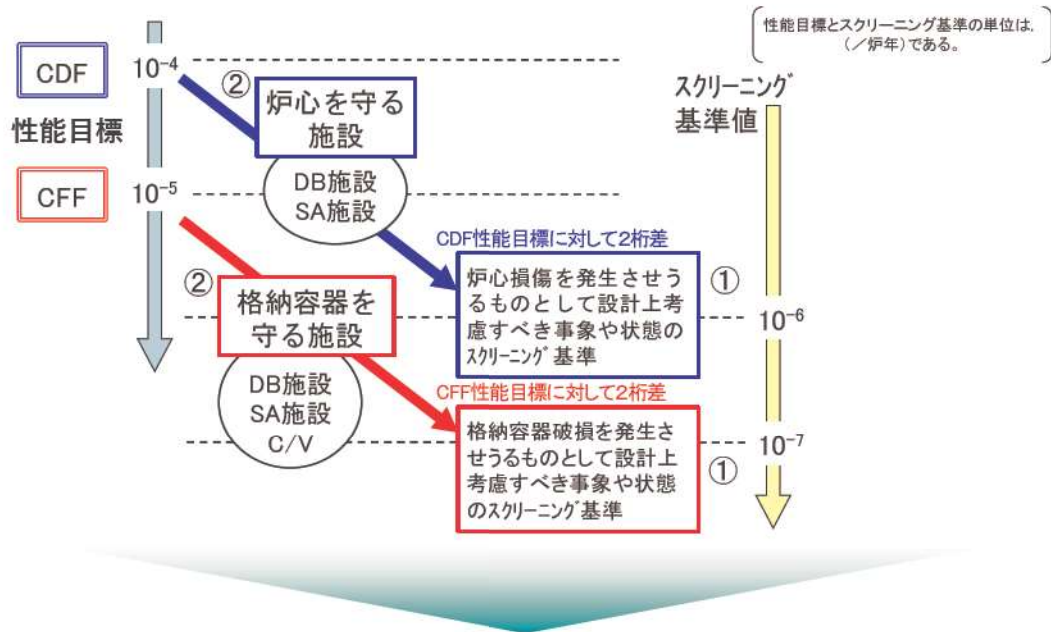 性能目標とスクリーニング基準の単位は、
(／炉年)である。
CDF
性能目標
CFF
10⁻⁴
10⁻⁵
②
炉心を守る
施設
DB施設
SA施設
②
格納容器を
守る施設
DB施設
SA施設
C/V
CDF性能目標に対して2桁差
炉心損傷を発生させう
るものとして設計上考
慮すべき事象や状態の
ｽｸﾘｰﾆﾝｸﾞ基準
①
CFF性能目標に対して2桁差
格納容器破損を発生さ
せうるものとして設計上
考慮すべき事象や状態
のｽｸﾘｰﾆﾝｸﾞ基準
①
スクリーニング
基準値
10⁻⁶
10⁻⁷